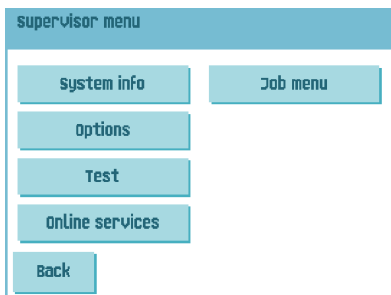 Supervisor menu
System info
Job menu
Options
Test
Online services
Back